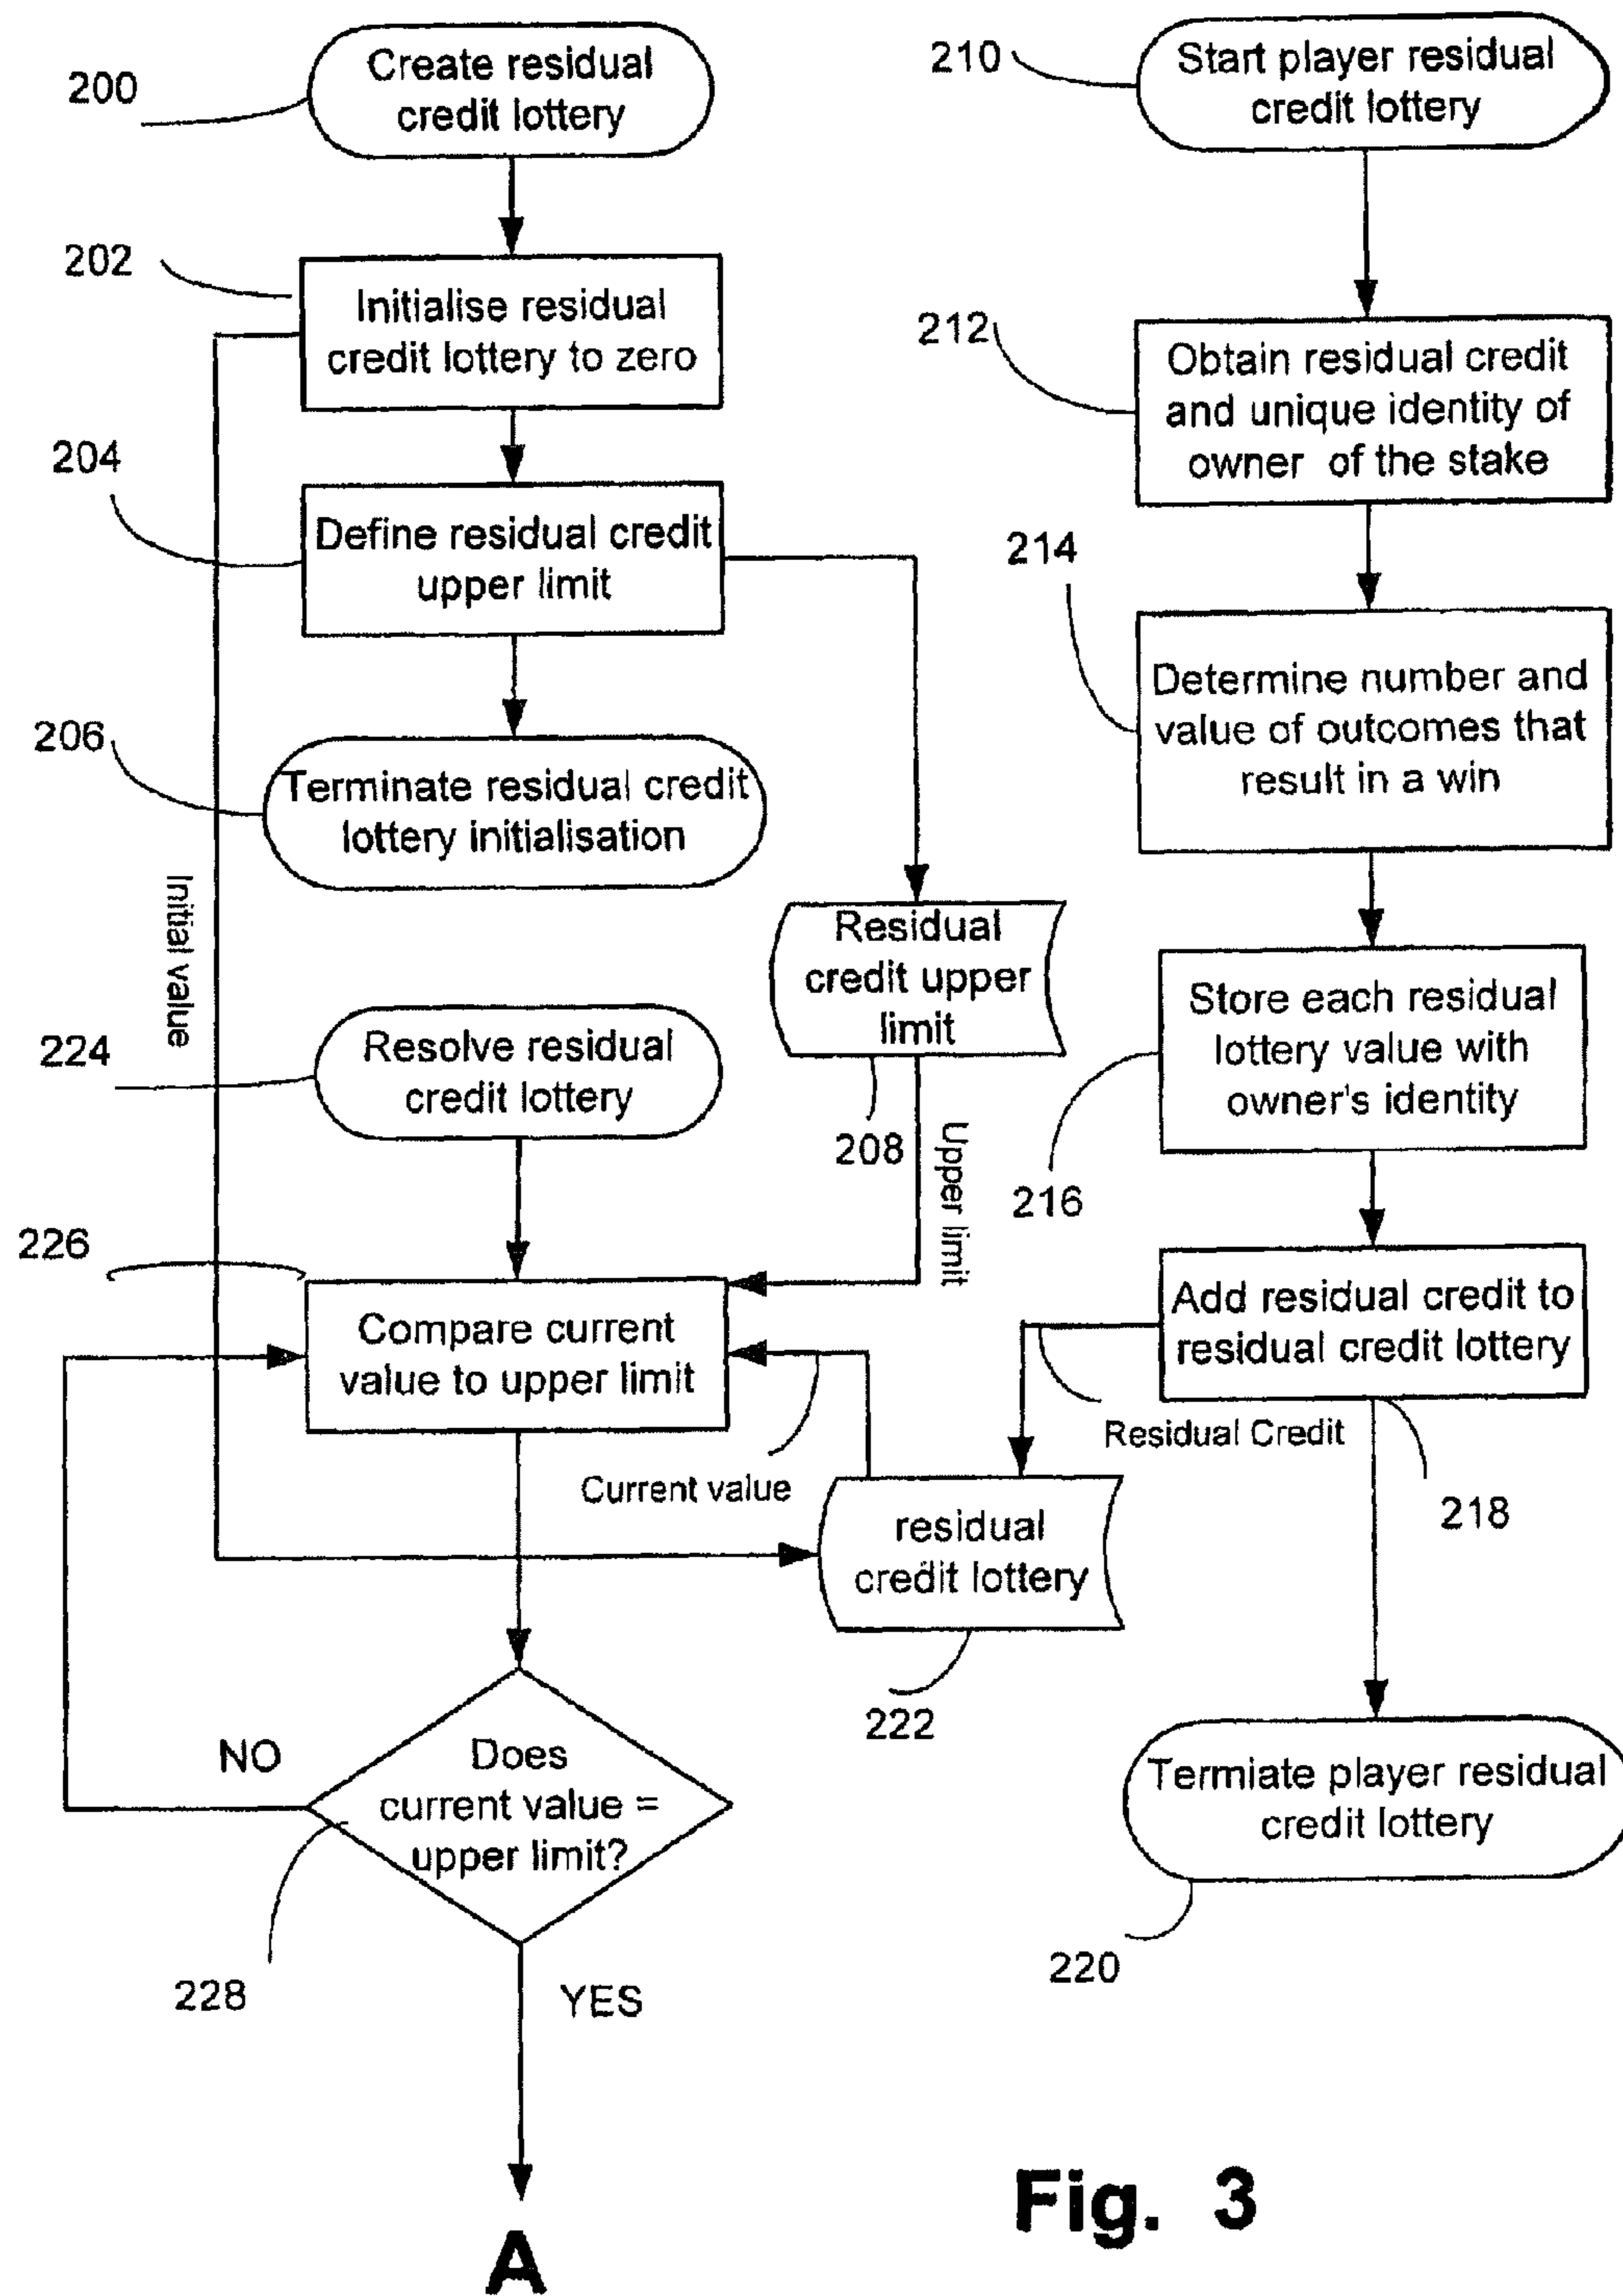 200
Create residual
credit lottery
202
Initialise residual
credit lottery to zero
204
Define residual credit
upper limit
206
Terminate residual credit
lottery initialisation
Initial value
Residual
credit upper
limit
208
Upper limit
224
Resolve residual
credit lottery
226
Compare current
value to upper limit
Current value
residual
credit lottery
222
NO
Does
current value =
upper limit?
228
YES
A
210
Start player residual
credit lottery
212
Obtain residual credit
and unique identity of
owner of the stake
214
Determine number and
value of outcomes that
result in a win
Store each residual
lottery value with
owner's identity
216
Add residual credit to
residual credit lottery
Residual Credit
218
Termiate player residual
credit lottery
220
Fig. 3